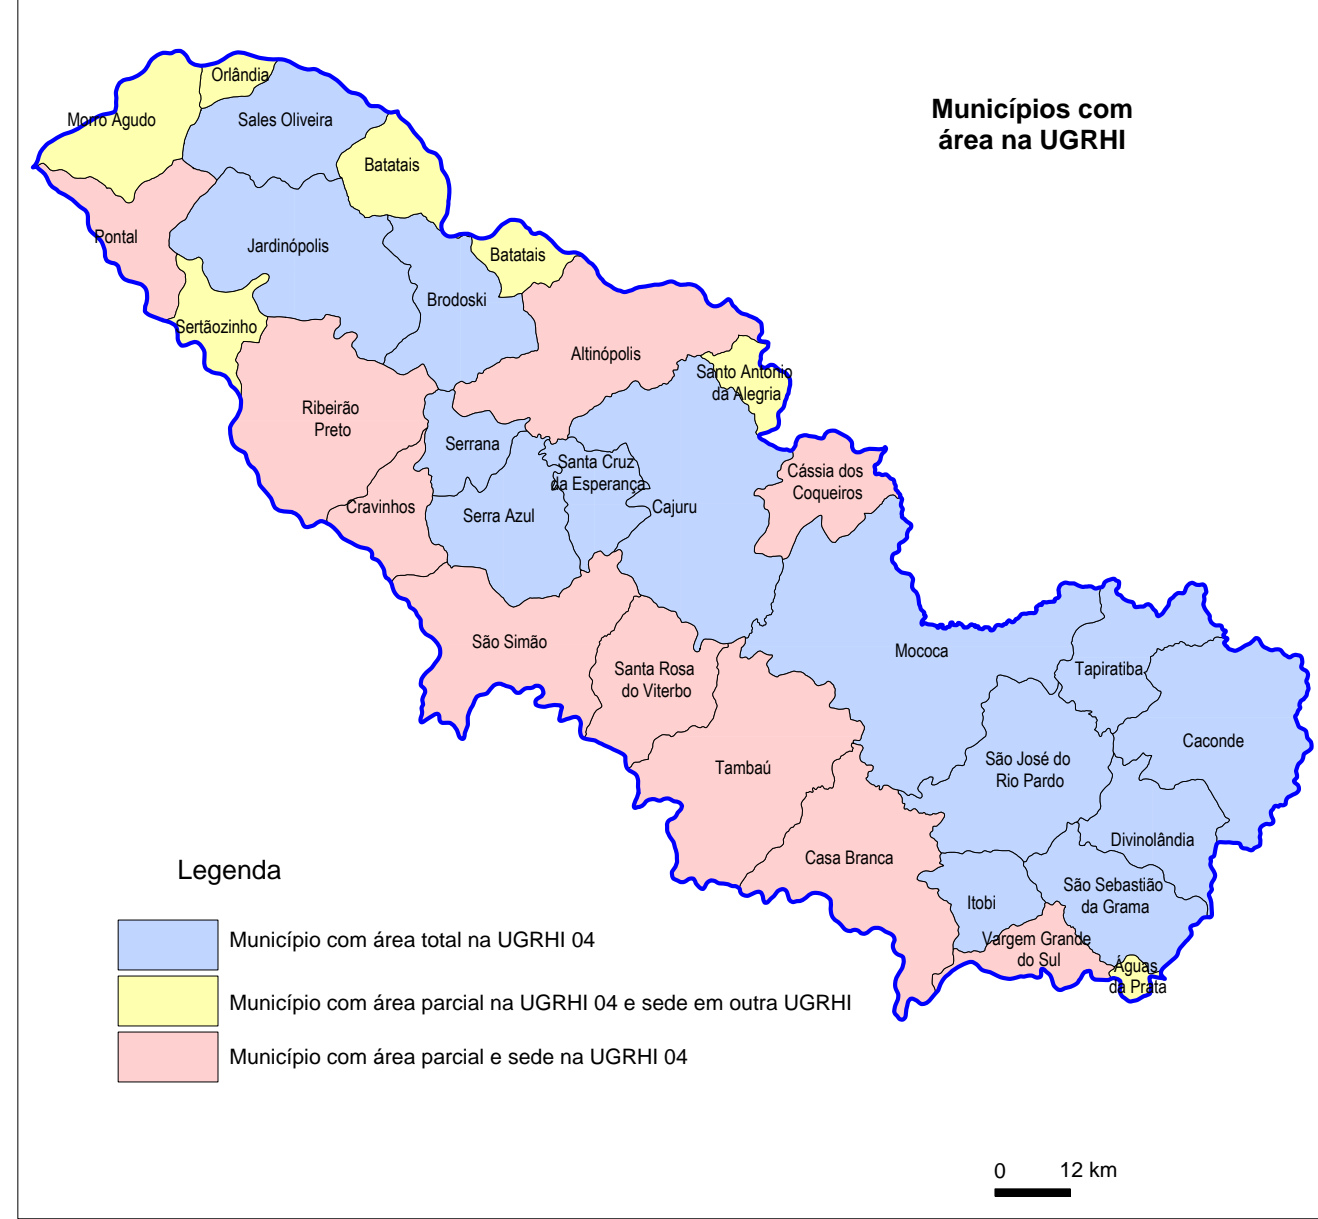 Municípios com
área na UGRHI
Orlândia
Morro Agudo
Sales Oliveira
Batatais
Pontal
Jardinópolis
Batatais
Brodoski
Sertãozinho
Altinópolis
Santo Antonio
da Alegria
Ribeirão
Preto
Serrana
Santa Cruz
da Esperança
Cássia dos
Coqueiros
Cravinhos
Serra Azul
Cajuru
São Simão
Mococa
Santa Rosa
do Viterbo
Tapiratiba
Caconde
Tambaú
São José do
Rio Pardo
Divinolândia
Casa Branca
São Sebastião
da Grama
Itobi
Vargem Grande
do Sul
Águas
da Prata
Legenda
Município com área total na UGRHI 04
Município com área parcial na UGRHI 04 e sede em outra UGRHI
Município com área parcial e sede na UGRHI 04
0 12 km